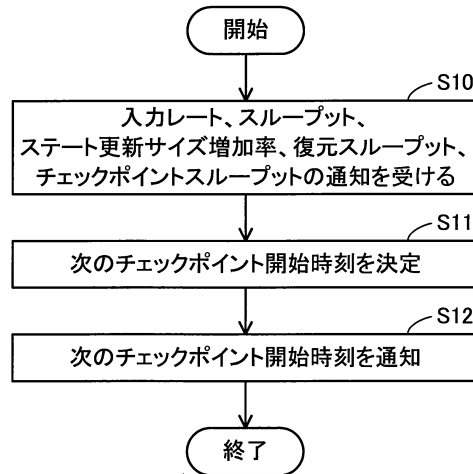 開始
S10
入力レート、スループット、
ステート更新サイズ増加率、復元スループット、
チェックポイントスループットの通知を受ける
S11
次のチェックポイント開始時刻を決定
S12
次のチェックポイント開始時刻を通知
終了